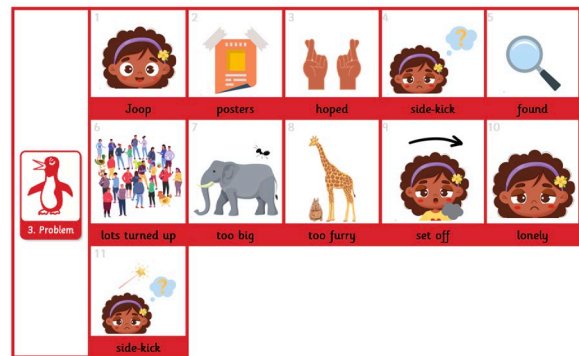 1 2 3 4 5
Joop posters hoped side-kick found
6 7 8 9 10
3. Problem
lots turned up too big too furry set off lonely
11
side-kick